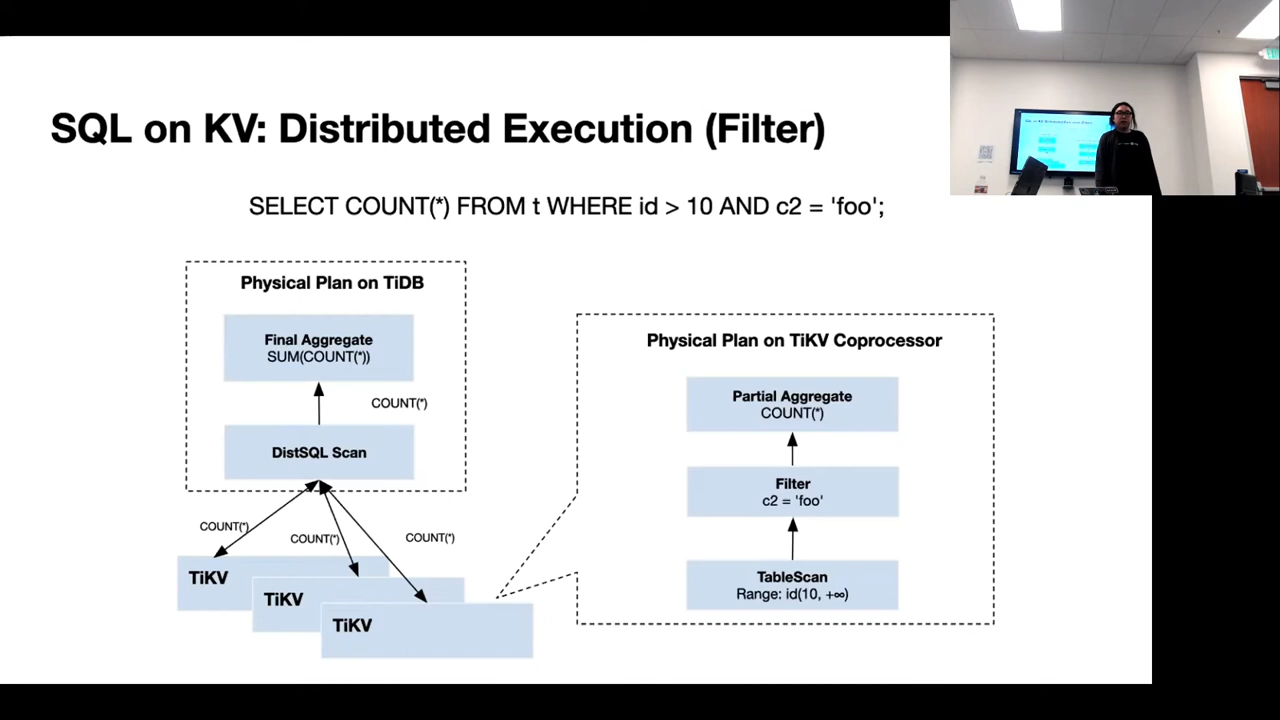 SQL on KV: Distributed Execution (Filter)
SELECT COUNT(*) FROM t WHERE id > 10 AND c2 = 'foo';
Physical Plan on TiDB
Final Aggregate
SUM(COUNT(*))
COUNT(*)
DistSQL Scan
COUNT(*)
COUNT(*)
COUNT(*)
TiKV
TiKV
TiKV
Physical Plan on TiKV Coprocessor
Partial Aggregate
COUNT(*)
Filter
c2 = 'foo'
TableScan
Range: id(10, +∞)